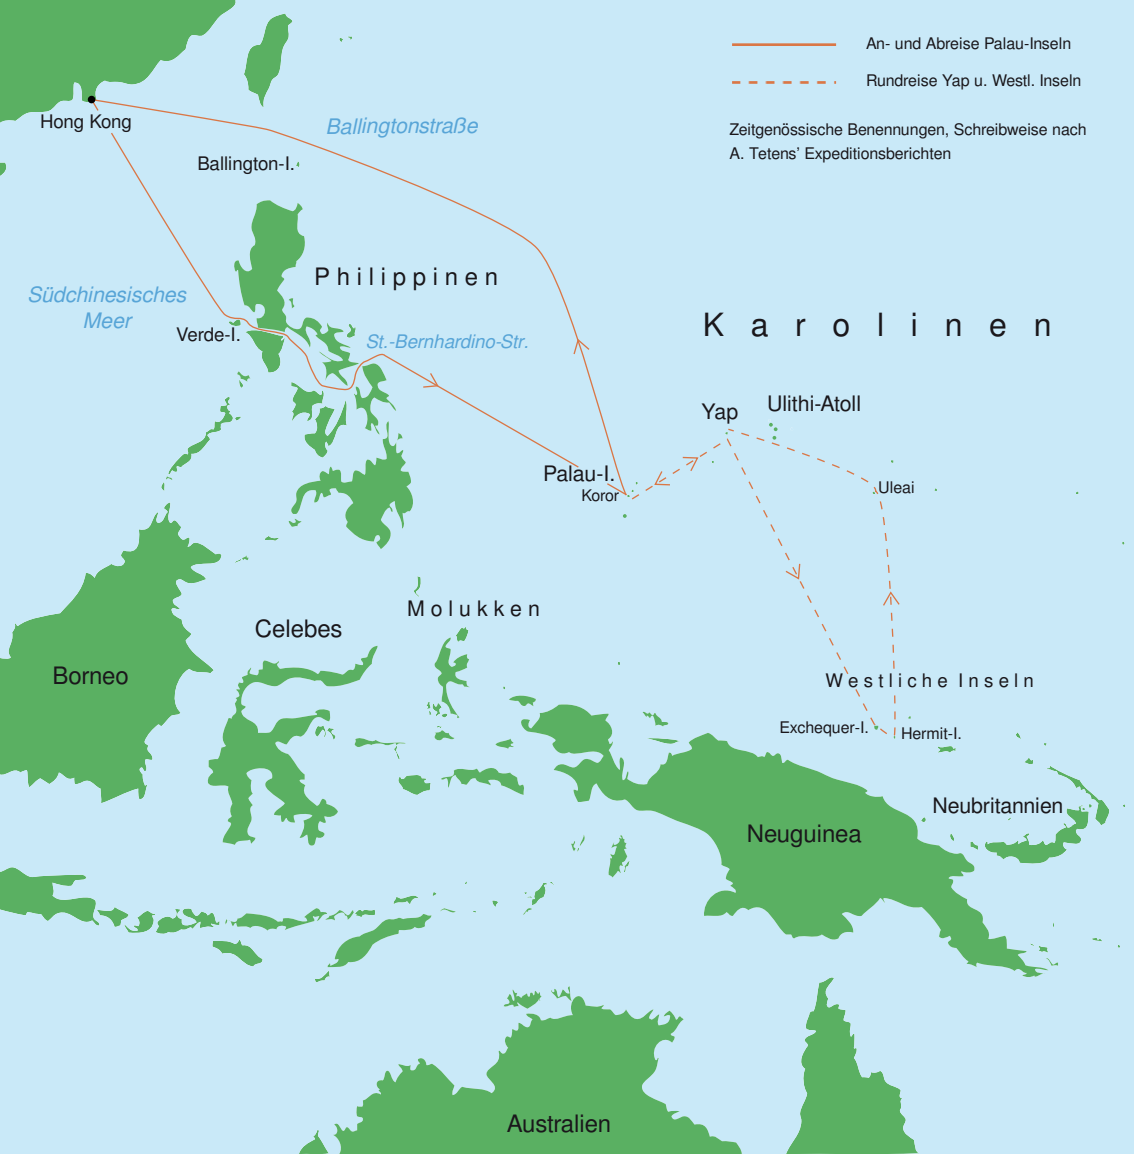 An- und Abreise Palau-Inseln
Rundreise Yap u. Westl. Inseln
Zeitgenössische Benennungen, Schreibweise nach
A. Tetens’ Expeditionsberichten
Hong Kong
Ballingtonstraße
Ballington-I.
Philippinen
Südchinesisches
Meer
Verde-I.
St.-Bernhardino-Str.
Karolinen
Yap
Ulithi-Atoll
Palau-I.
Koror
Uleai
Molukken
Celebes
Borneo
Westliche Inseln
Exchequer-I.
Hermit-I.
Neubritannien
Neuguinea
Australien